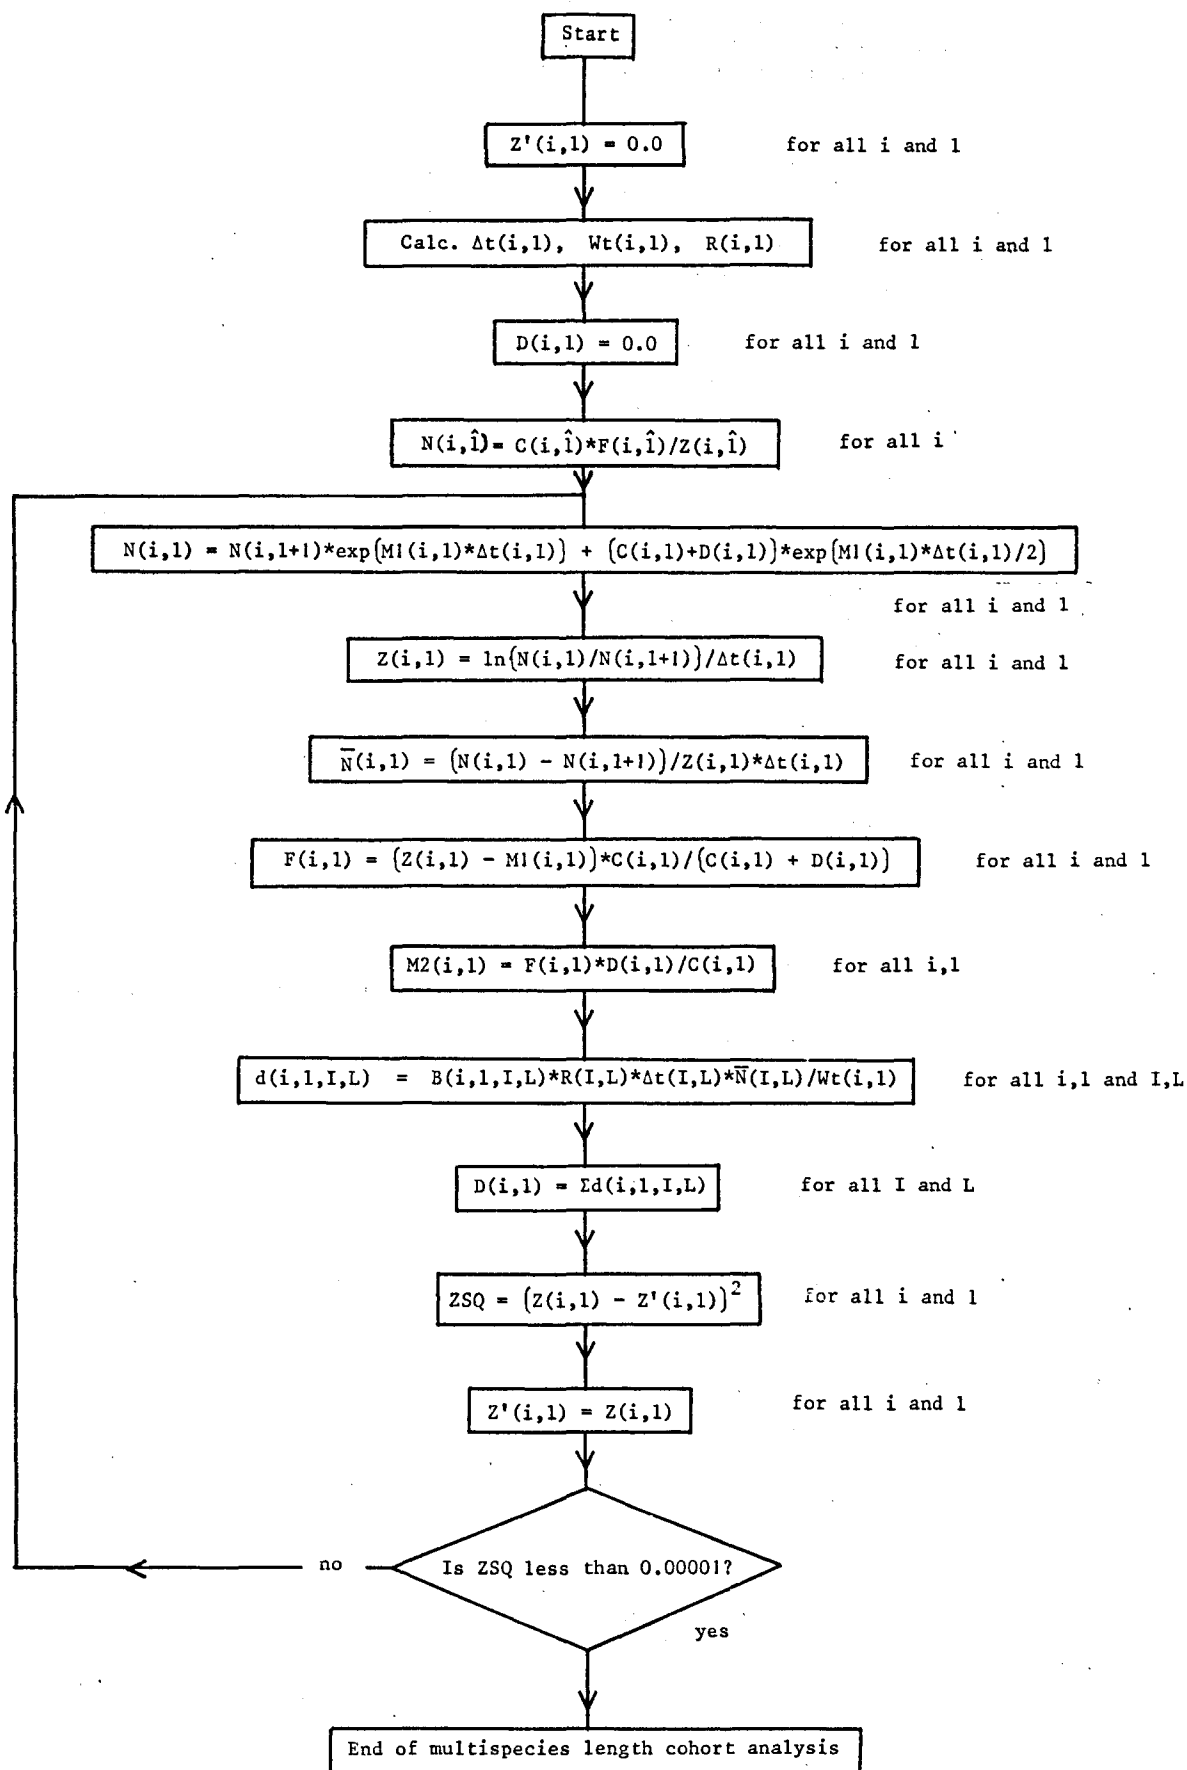 Start
Z'(i,l) = 0.0 for all i and l
Calc. Δt(i,l), Wt(i,l), R(i,l) for all i and l
D(i,l) = 0.0 for all i and l
N(i,l̂)= C(i,l̂)*F(i,l̂)/Z(i,l̂) for all i
N(i,l) = N(i,l+1)*exp(M1(i,l)*Δt(i,l)) + (C(i,l)+D(i,l))*exp(M1(i,l)*Δt(i,l)/2)
for all i and l
Z(i,l) = ln(N(i,l)/N(i,l+1))/Δt(i,l) for all i and l
N̅(i,l) = (N(i,l) - N(i,l+1))/Z(i,l)*Δt(i,l) for all i and l
F(i,l) = (Z(i,l) - M1(i,l))*C(i,l)/(C(i,l) + D(i,l)) for all i and l
M2(i,l) = F(i,l)*D(i,l)/C(i,l) for all i,l
d(i,l,I,L) = B(i,l,I,L)*R(I,L)*Δt(I,L)*N̅(I,L)/Wt(i,l) for all i,l and I,L
D(i,l) = Σd(i,l,I,L) for all I and L
ZSQ = (Z(i,l) - Z'(i,l))² for all i and l
Z'(i,l) = Z(i,l) for all i and l
no
Is ZSQ less than 0.00001?
yes
End of multispecies length cohort analysis